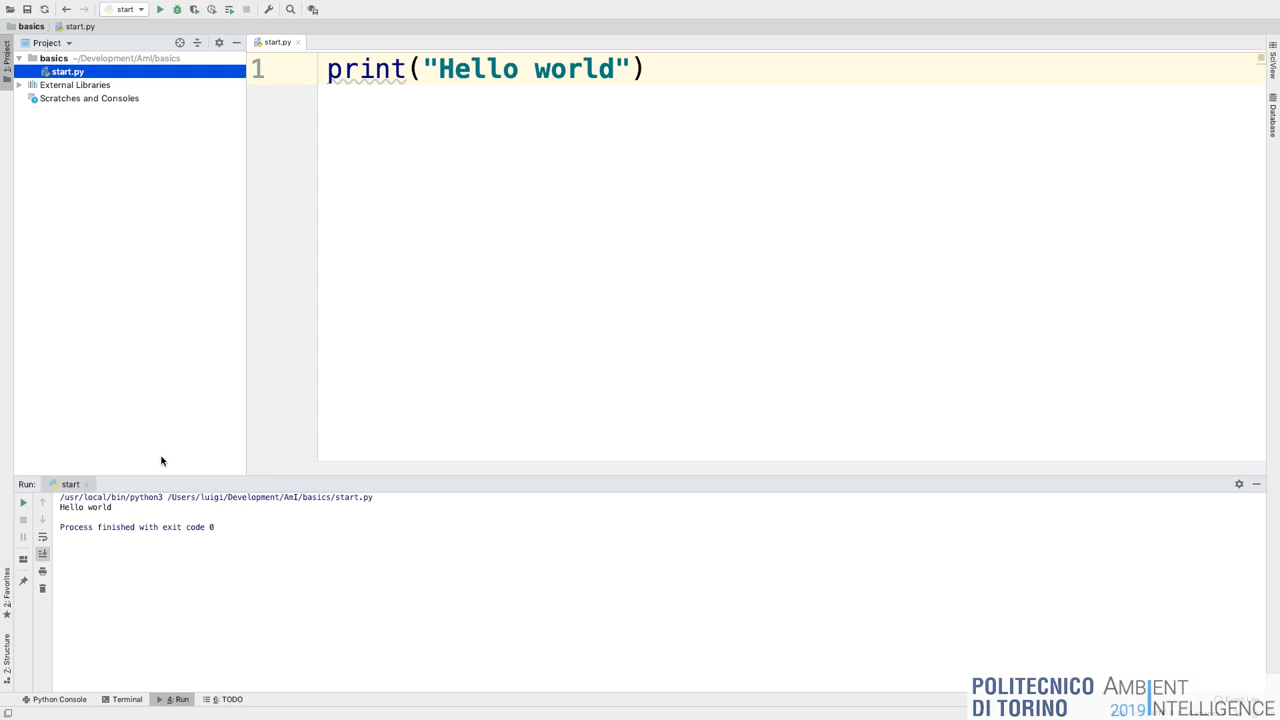 start
basics start.py
1: Project
Project
start.py
basics ~/Development/AmI/basics
start.py
External Libraries
Scratches and Consoles
1 print("Hello world")
SciView
Database
Run: start
/usr/local/bin/python3 /Users/luigi/Development/AmI/basics/start.py
Hello world
Process finished with exit code 0
2: Favorites
7: Structure
Python Console Terminal 4: Run 6: TODO
POLITECNICO
DI TORINO
AMBIENT
2019 INTELLIGENCE